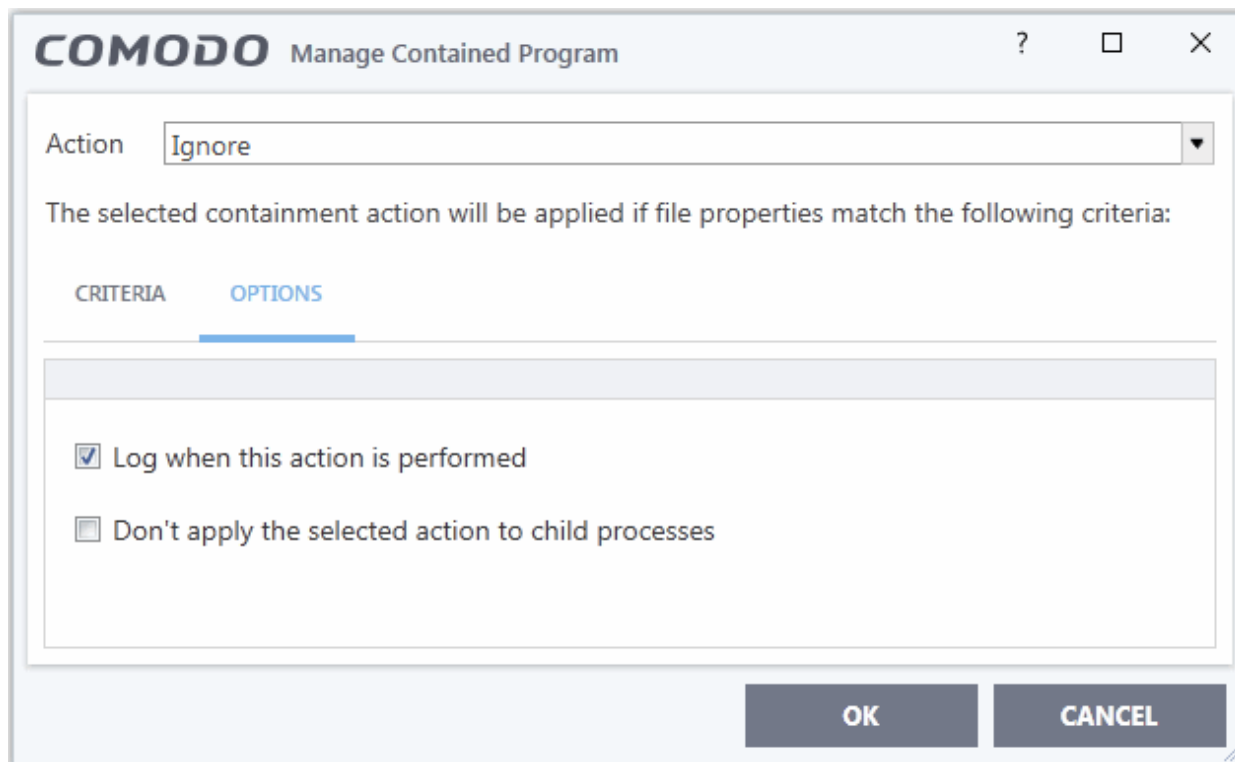 COMODO Manage Contained Program ?
Action Ignore
The selected containment action will be applied if file properties match the following criteria:
CRITERIA OPTIONS
Log when this action is performed
Don't apply the selected action to child processes
OK CANCEL